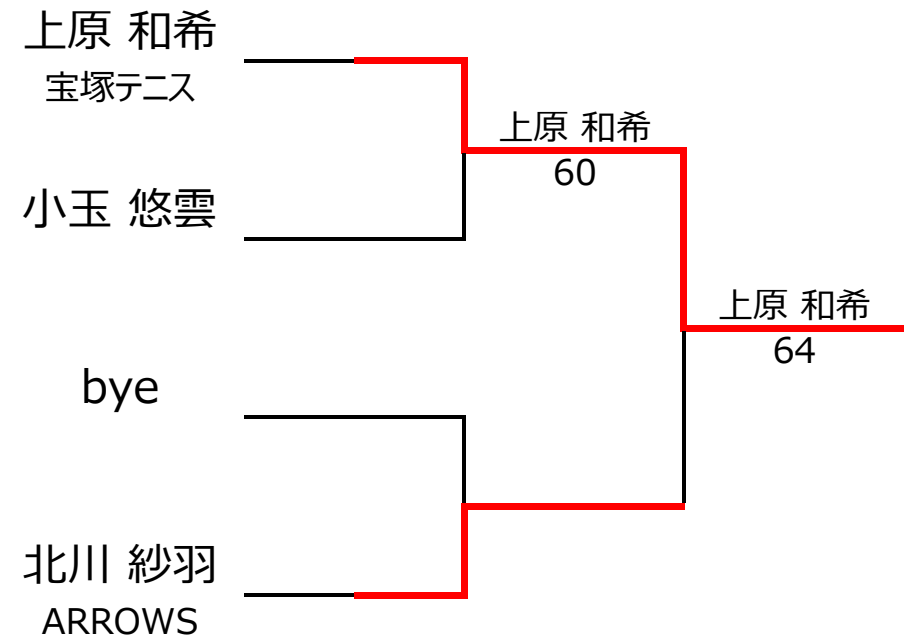 上原 和希
宝塚テニス
上原 和希
60
小玉 悠雲
上原 和希
64
bye
北川 紗羽
ARROWS